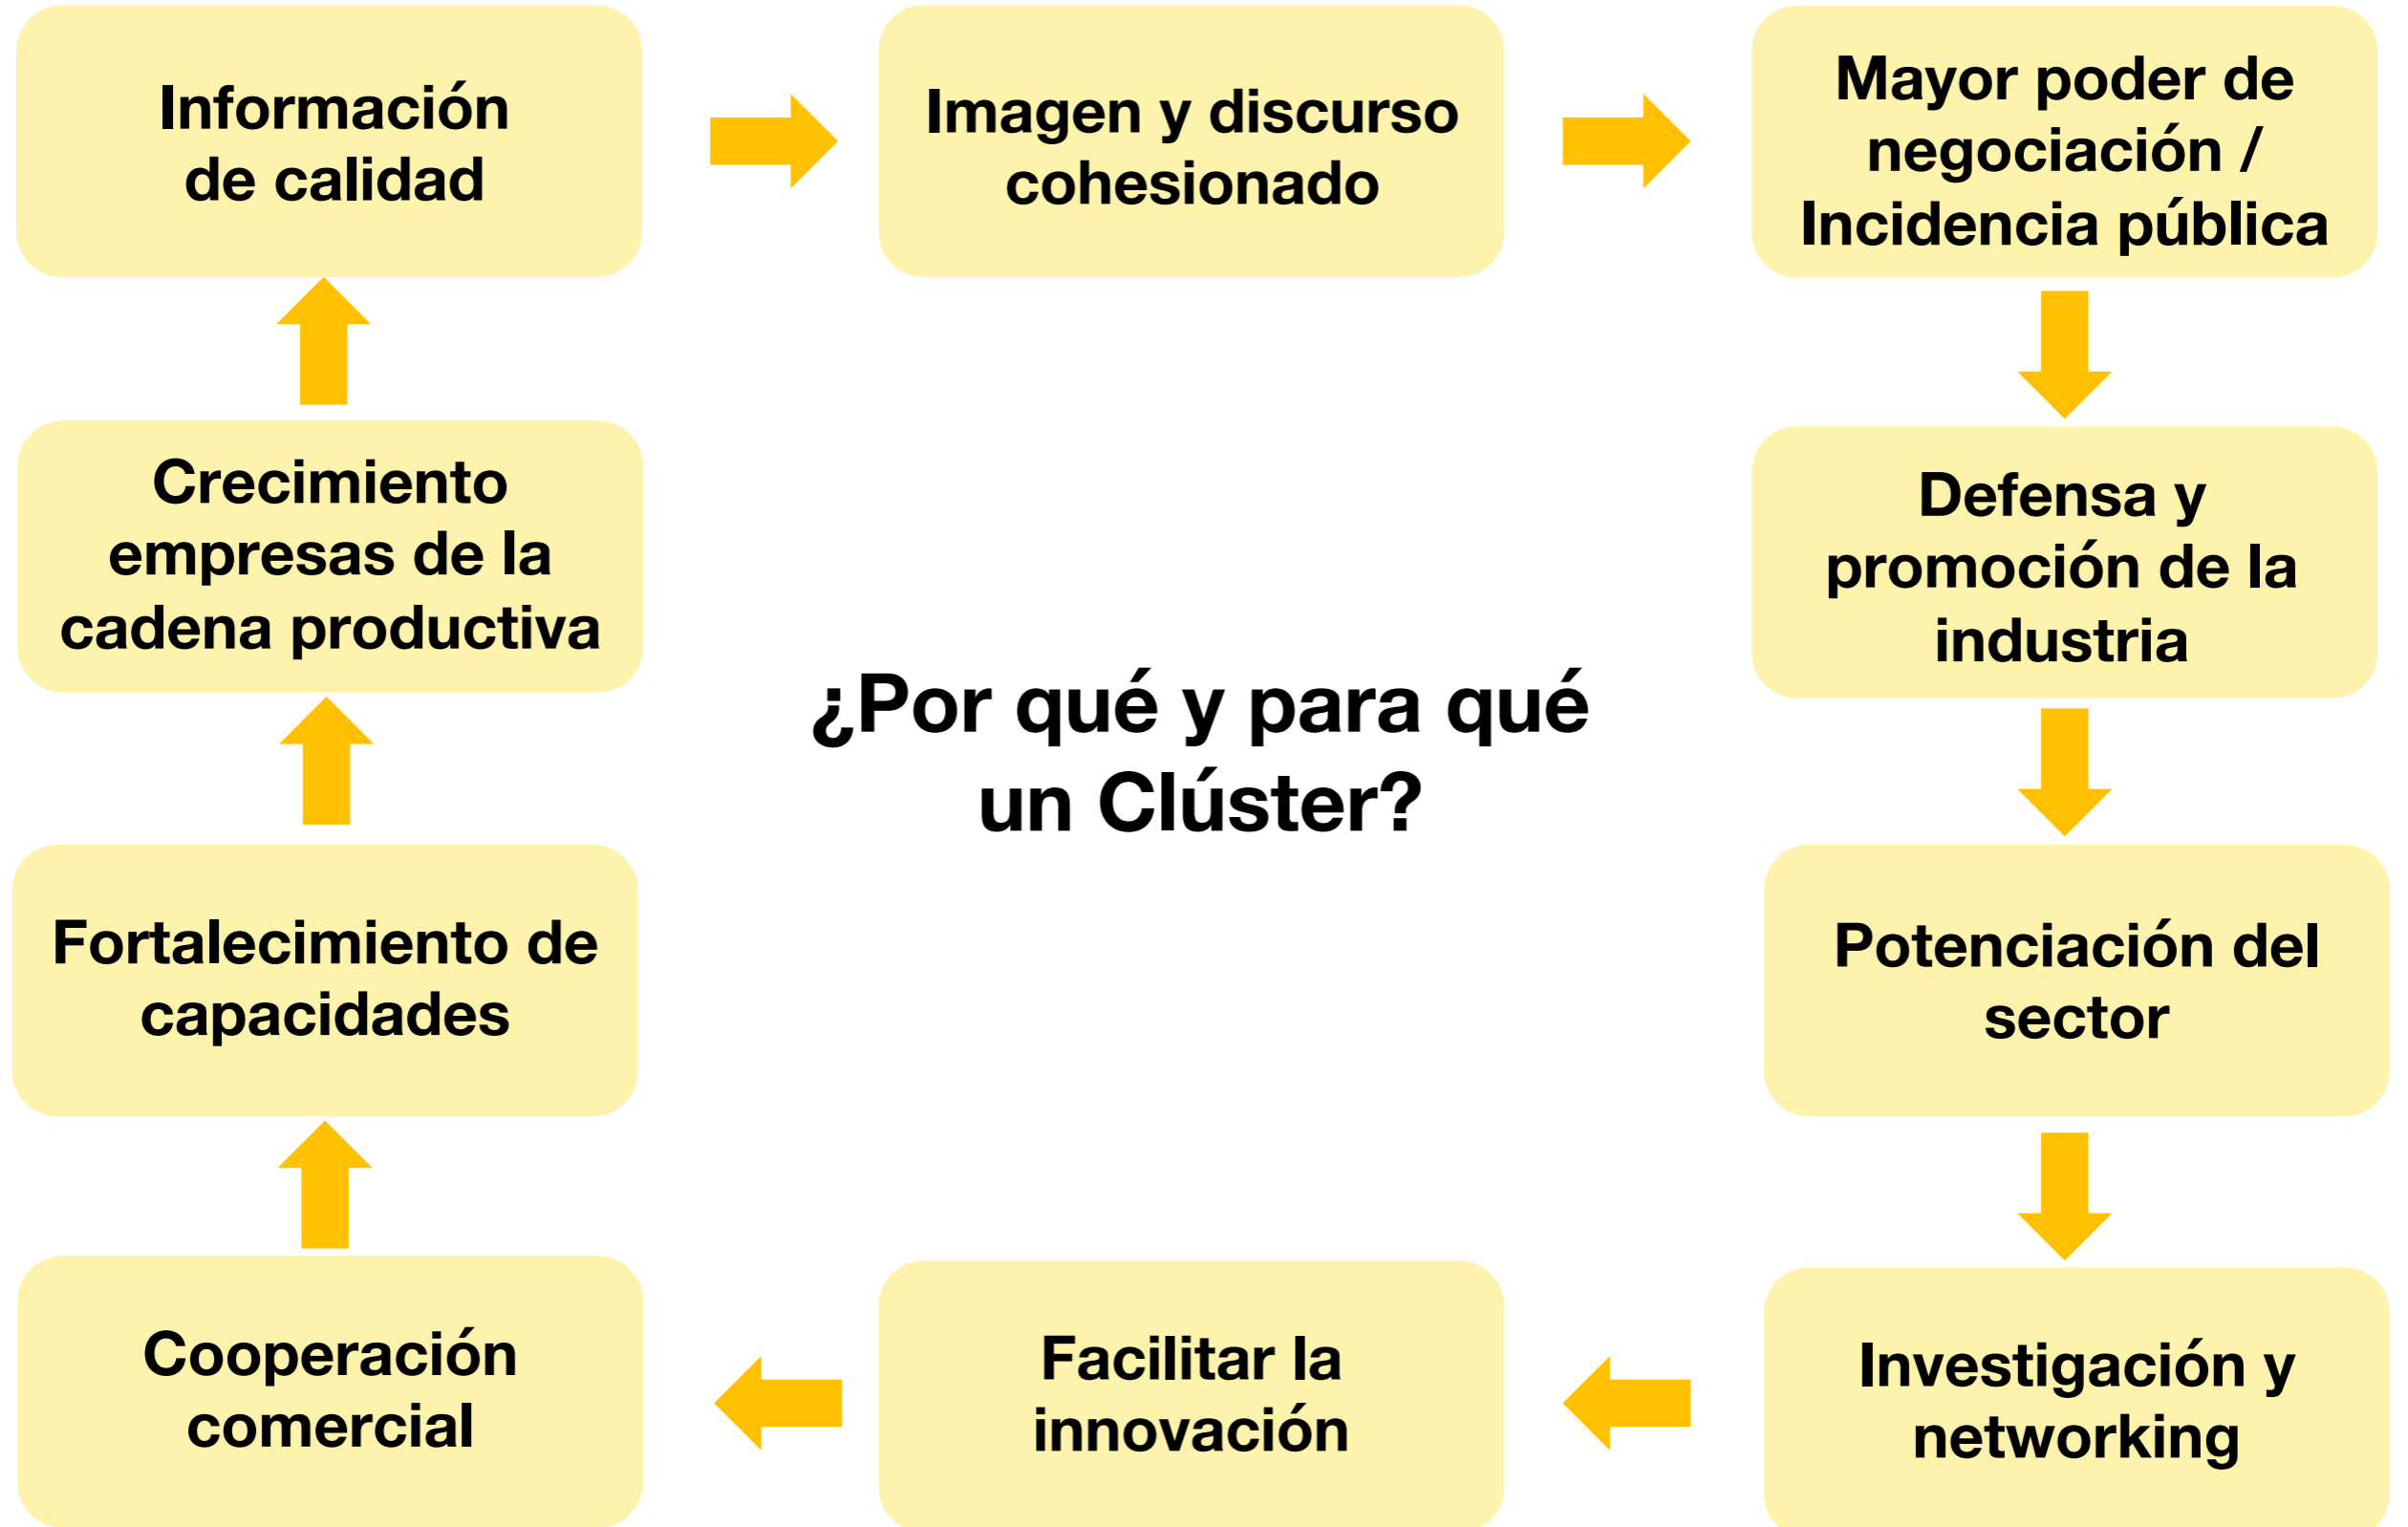 Información
de calidad
Imagen y discurso
cohesionado
Mayor poder de
negociación /
Incidencia pública
Crecimiento
empresas de la
cadena productiva
Defensa y
promoción de la
industria
¿Por qué y para qué
un Clúster?
Fortalecimiento de
capacidades
Potenciación del
sector
Cooperación
comercial
Facilitar la
innovación
Investigación y
networking